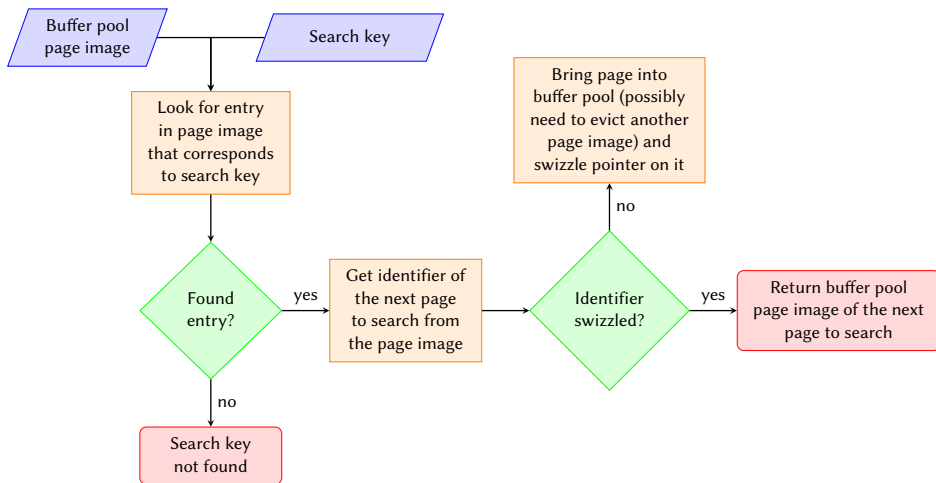 Buffer pool
page image
Search key
Look for entry
in page image
that corresponds
to search key
Bring page into
buffer pool (possibly
need to evict another
page image) and
swizzle pointer on it
no
Found
entry?
yes
Get identifier of
the next page
to search from
the page image
Identifier
swizzled?
yes
Return buffer pool
page image of the next
page to search
no
Search key
not found